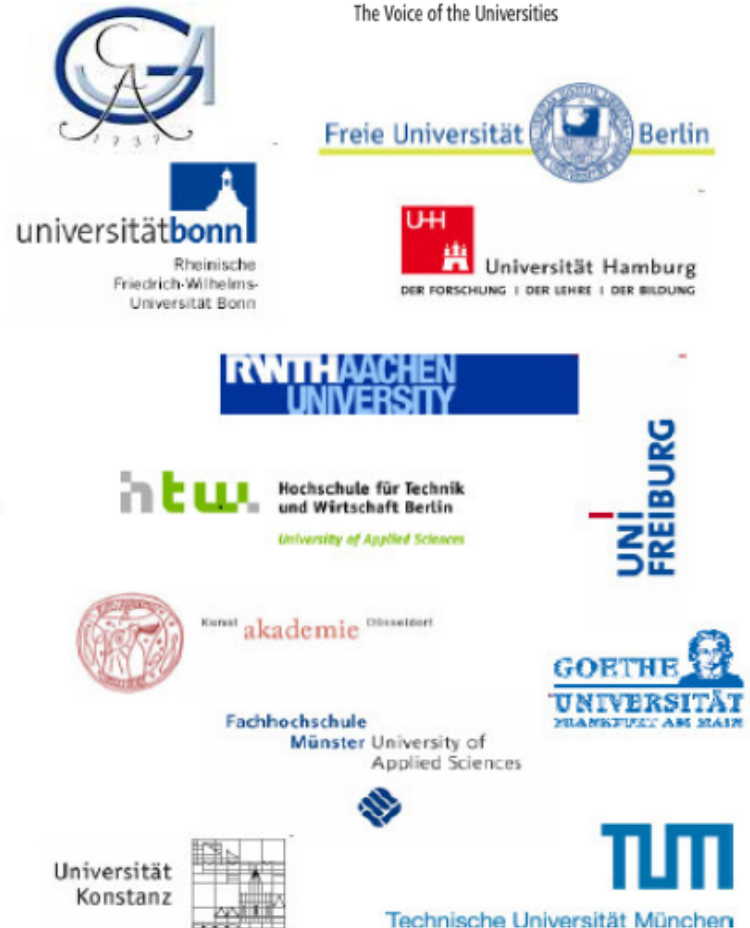 The Voice of the Universities
GA
1737
Freie Universität Berlin
universitätbonn
Rheinische
Friedrich-Wilhelms-
Universität Bonn
UHH
Universität Hamburg
DER FORSCHUNG | DER LEHRE | DER BILDUNG
RWTHAACHEN
UNIVERSITY
htw.
Hochschule für Technik
und Wirtschaft Berlin
University of Applied Sciences
UNI
FREIBURG
Kunst akademie Düsseldorf
GOETHE
UNIVERSITÄT
FRANKFURT AM MAIN
Fachhochschule
Münster University of
Applied Sciences
Universität
Konstanz
TUM
Technische Universität München